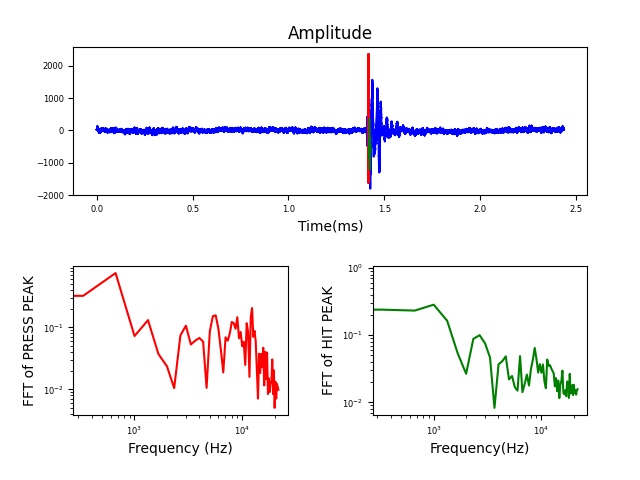 Amplitude
2000
1000
0
−1000
−2000
0.0 0.5 1.0 1.5 2.0 2.5
Time(ms)
FFT of PRESS PEAK
10⁻¹
10⁻²
10³ 10⁴
Frequency (Hz)
FFT of HIT PEAK
10⁰
10⁻¹
10⁻²
10³ 10⁴
Frequency(Hz)